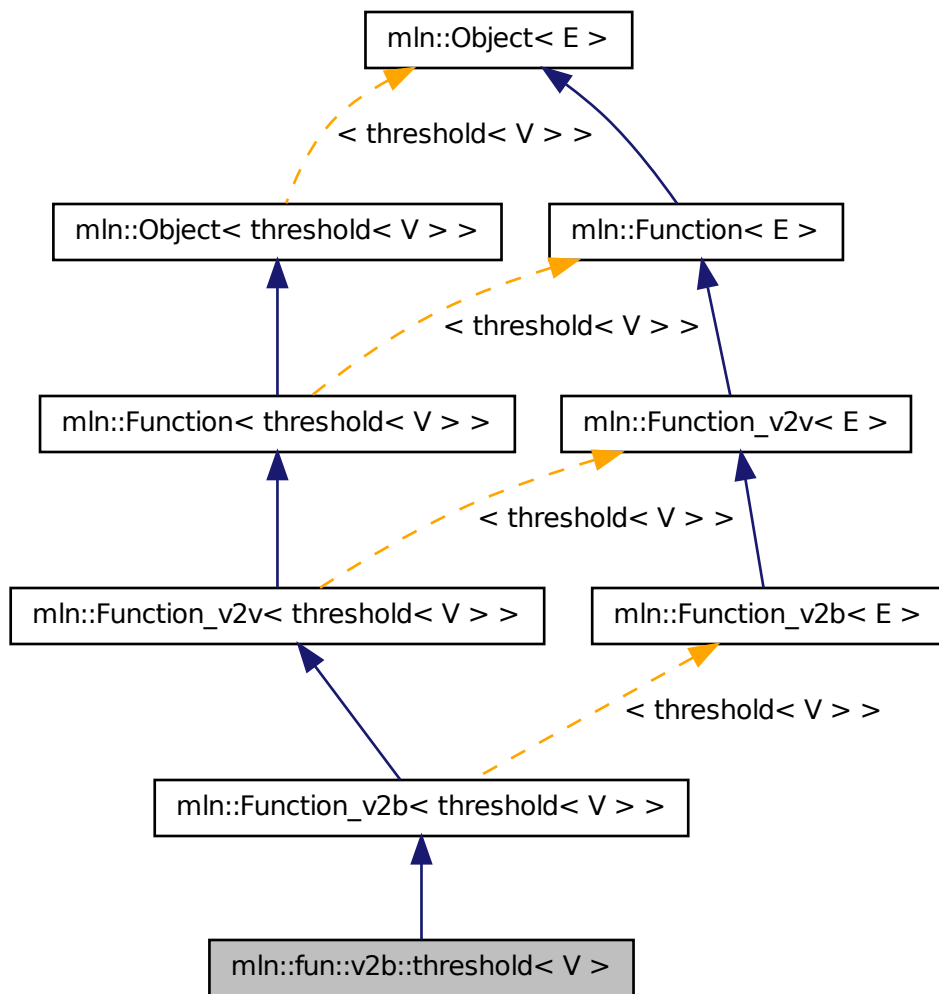 mln::Object< E >
< threshold< V > >
mln::Object< threshold< V > >
mln::Function< E >
< threshold< V > >
mln::Function< threshold< V > >
mln::Function_v2v< E >
< threshold< V > >
mln::Function_v2v< threshold< V > >
mln::Function_v2b< E >
< threshold< V > >
mln::Function_v2b< threshold< V > >
mln::fun::v2b::threshold< V >